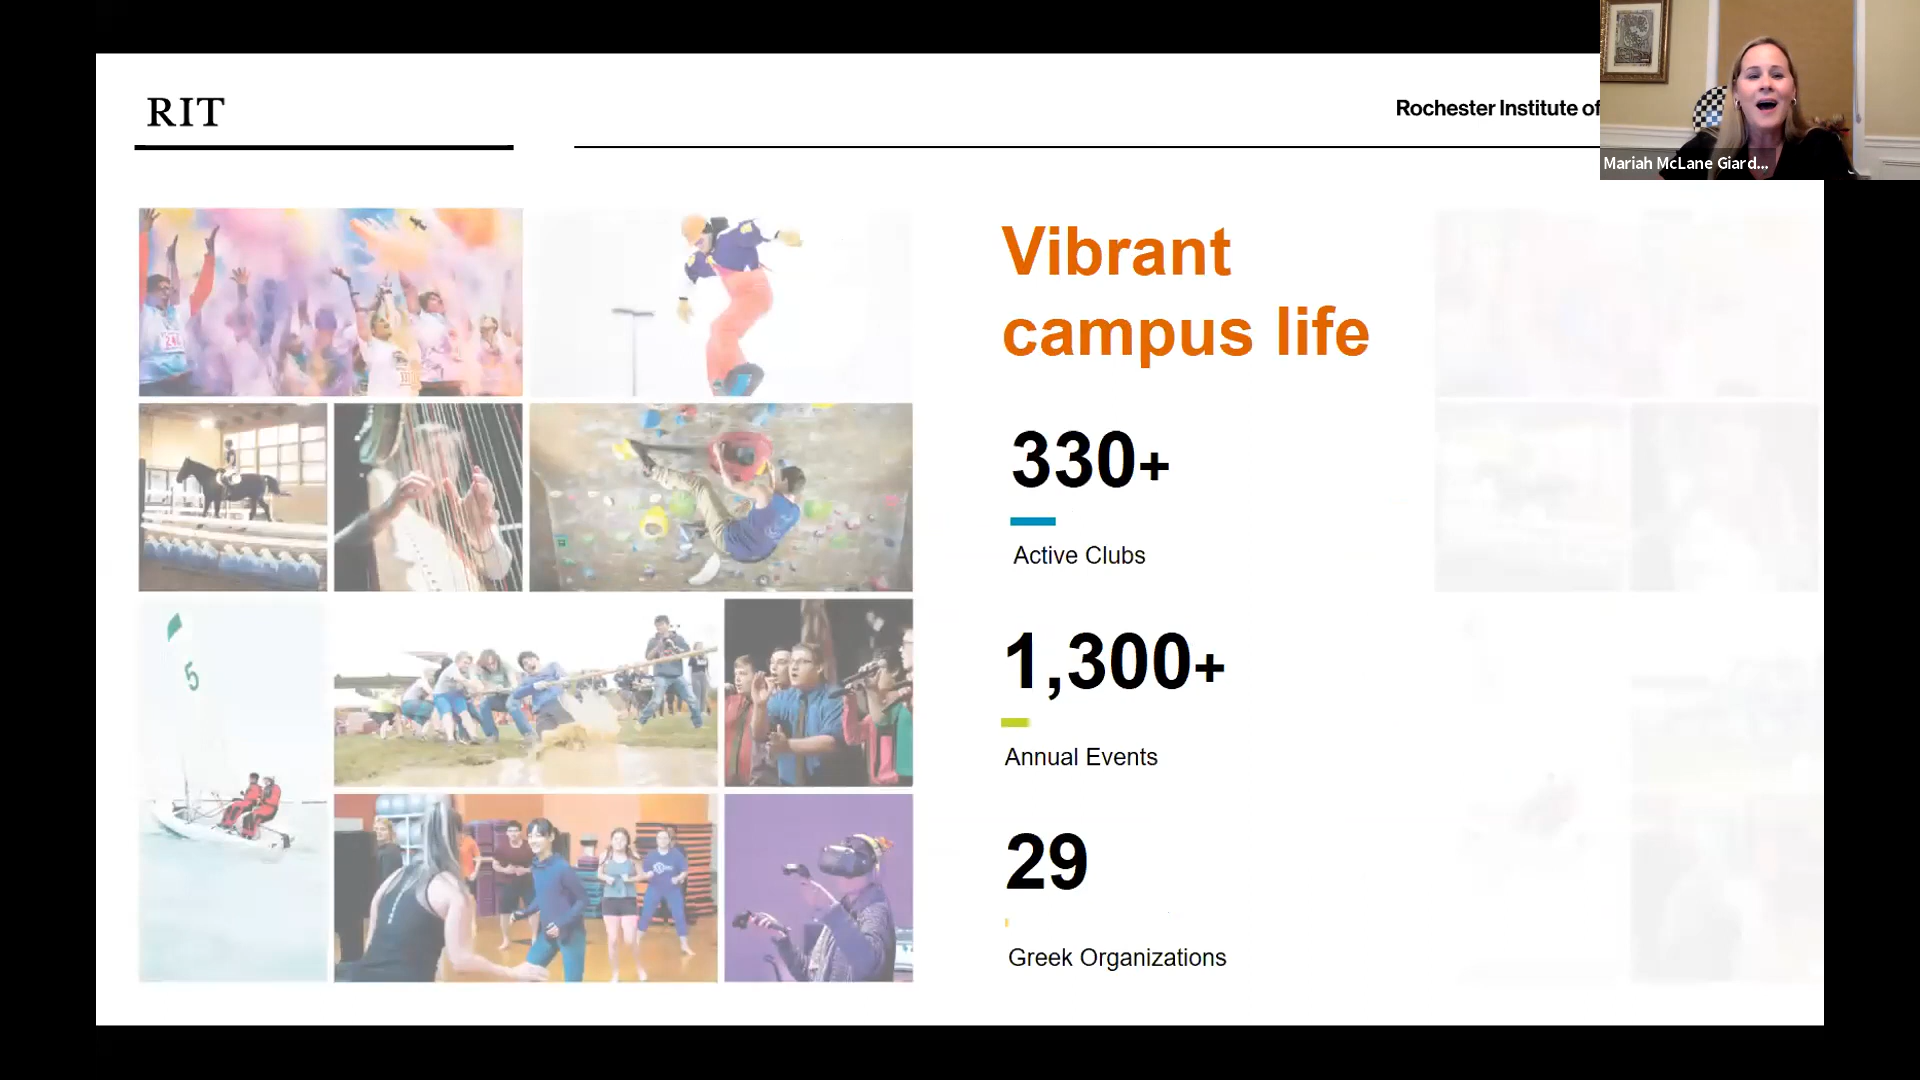 RIT
Rochester Institute of
Mariah McLane Giard...
Vibrant
campus life
330+
Active Clubs
1,300+
Annual Events
29
Greek Organizations
5